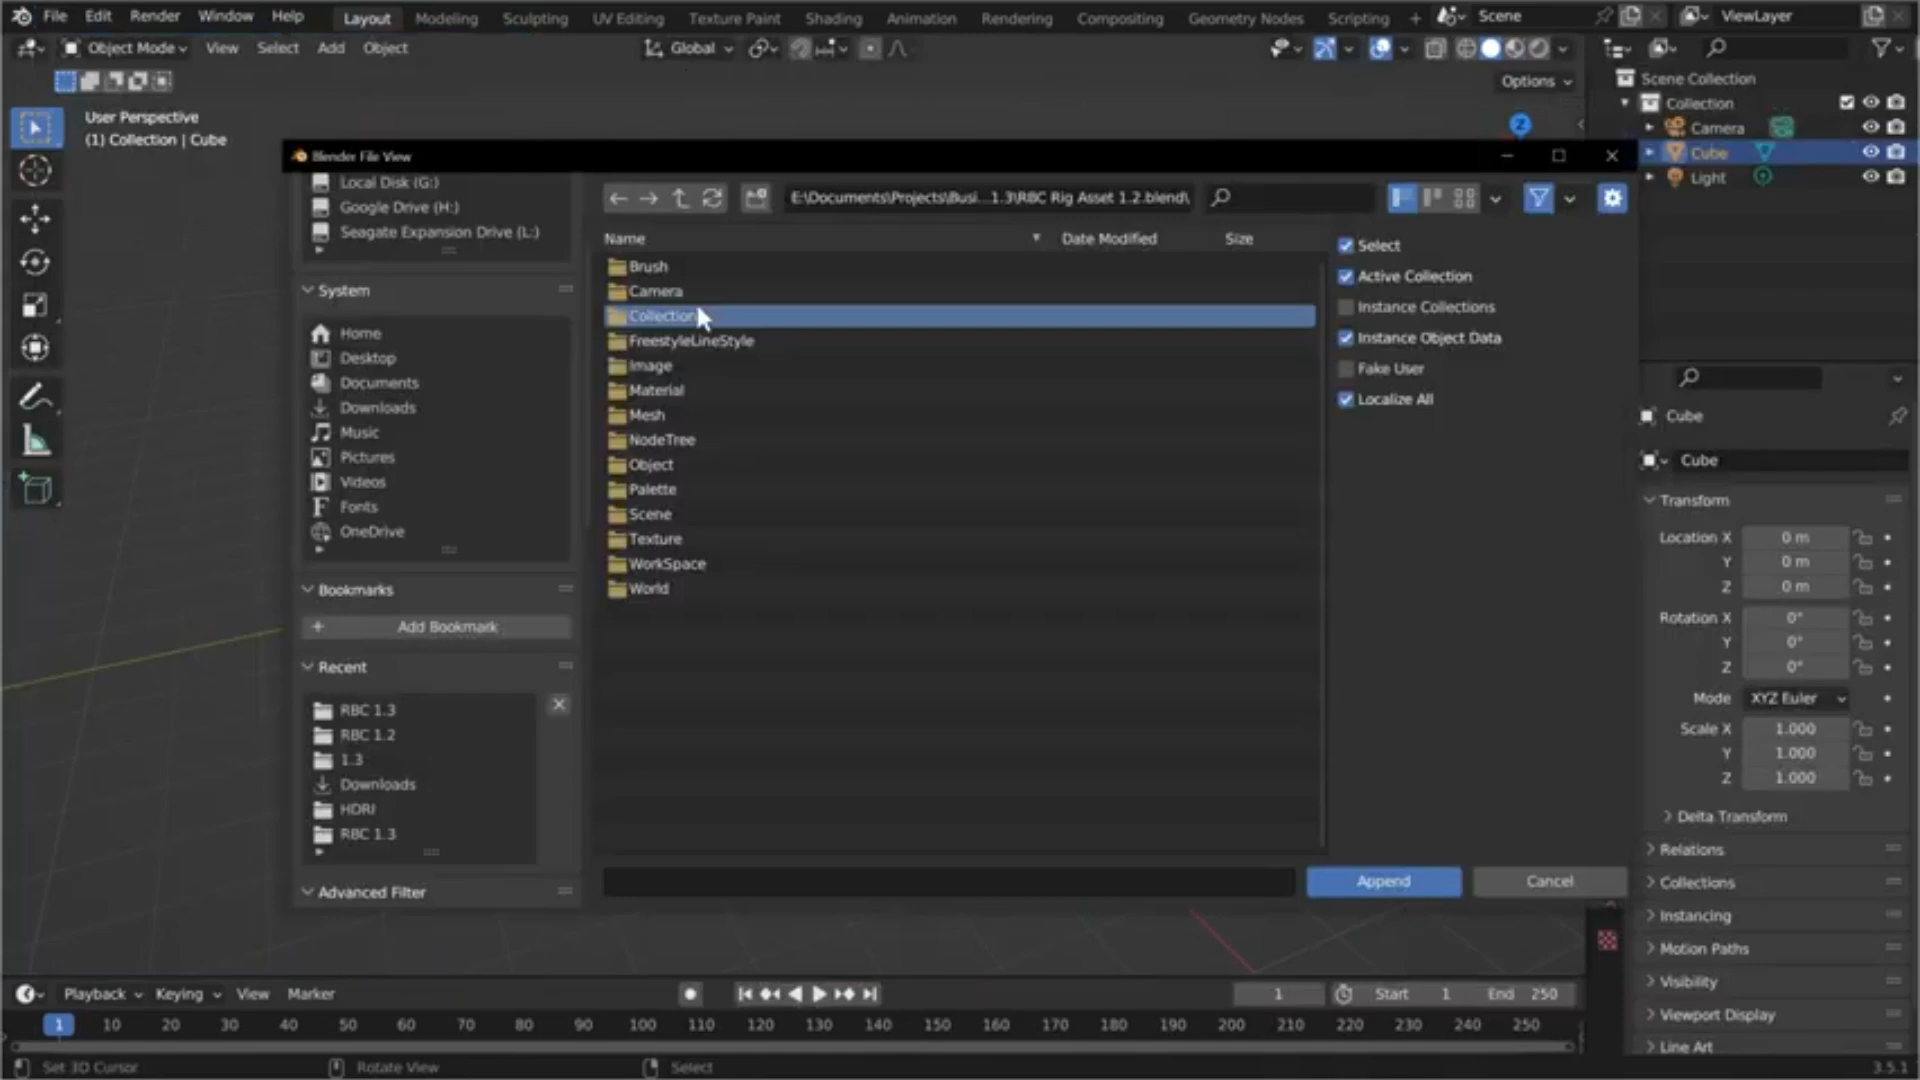 File Edit Render Window Help Layout Modeling Sculpting UV Editing Texture Paint Shading Animation Rendering Compositing Geometry Nodes Scripting + Scene ViewLayer
Object Mode View Select Add Object Global
Options
User Perspective
(1) Collection | Cube
Scene Collection
Collection
Camera
Cube
Light
Z
Blender File View
Local Disk (G:)
Google Drive (H:)
Seagate Expansion Drive (L:)
System
Home
Desktop
Documents
Downloads
Music
Pictures
Videos
Fonts
OneDrive
Bookmarks
Add Bookmark
Recent
RBC 1.3
RBC 1.2
1.3
Downloads
HDRI
RBC 1.3
Advanced Filter
E:\Documents\Projects\Busi...1.3\RBC Rig Asset 1.2.blend\
Name Date Modified Size
Brush
Camera
Collection
FreestyleLineStyle
Image
Material
Mesh
NodeTree
Object
Palette
Scene
Texture
WorkSpace
World
Select
Active Collection
Instance Collections
Instance Object Data
Fake User
Localize All
Append Cancel
Cube
Cube
Transform
Location X 0 m
Y 0 m
Z 0 m
Rotation X 0°
Y 0°
Z 0°
Mode XYZ Euler
Scale X 1.000
Y 1.000
Z 1.000
Delta Transform
Relations
Collections
Instancing
Motion Paths
Visibility
Viewport Display
Line Art
Playback Keying View Marker 1 Start 1 End 250
1 10 20 30 40 50 60 70 80 90 100 110 120 130 140 150 160 170 180 190 200 210 220 230 240 250
Set 3D Cursor Rotate View Select 3.5.1